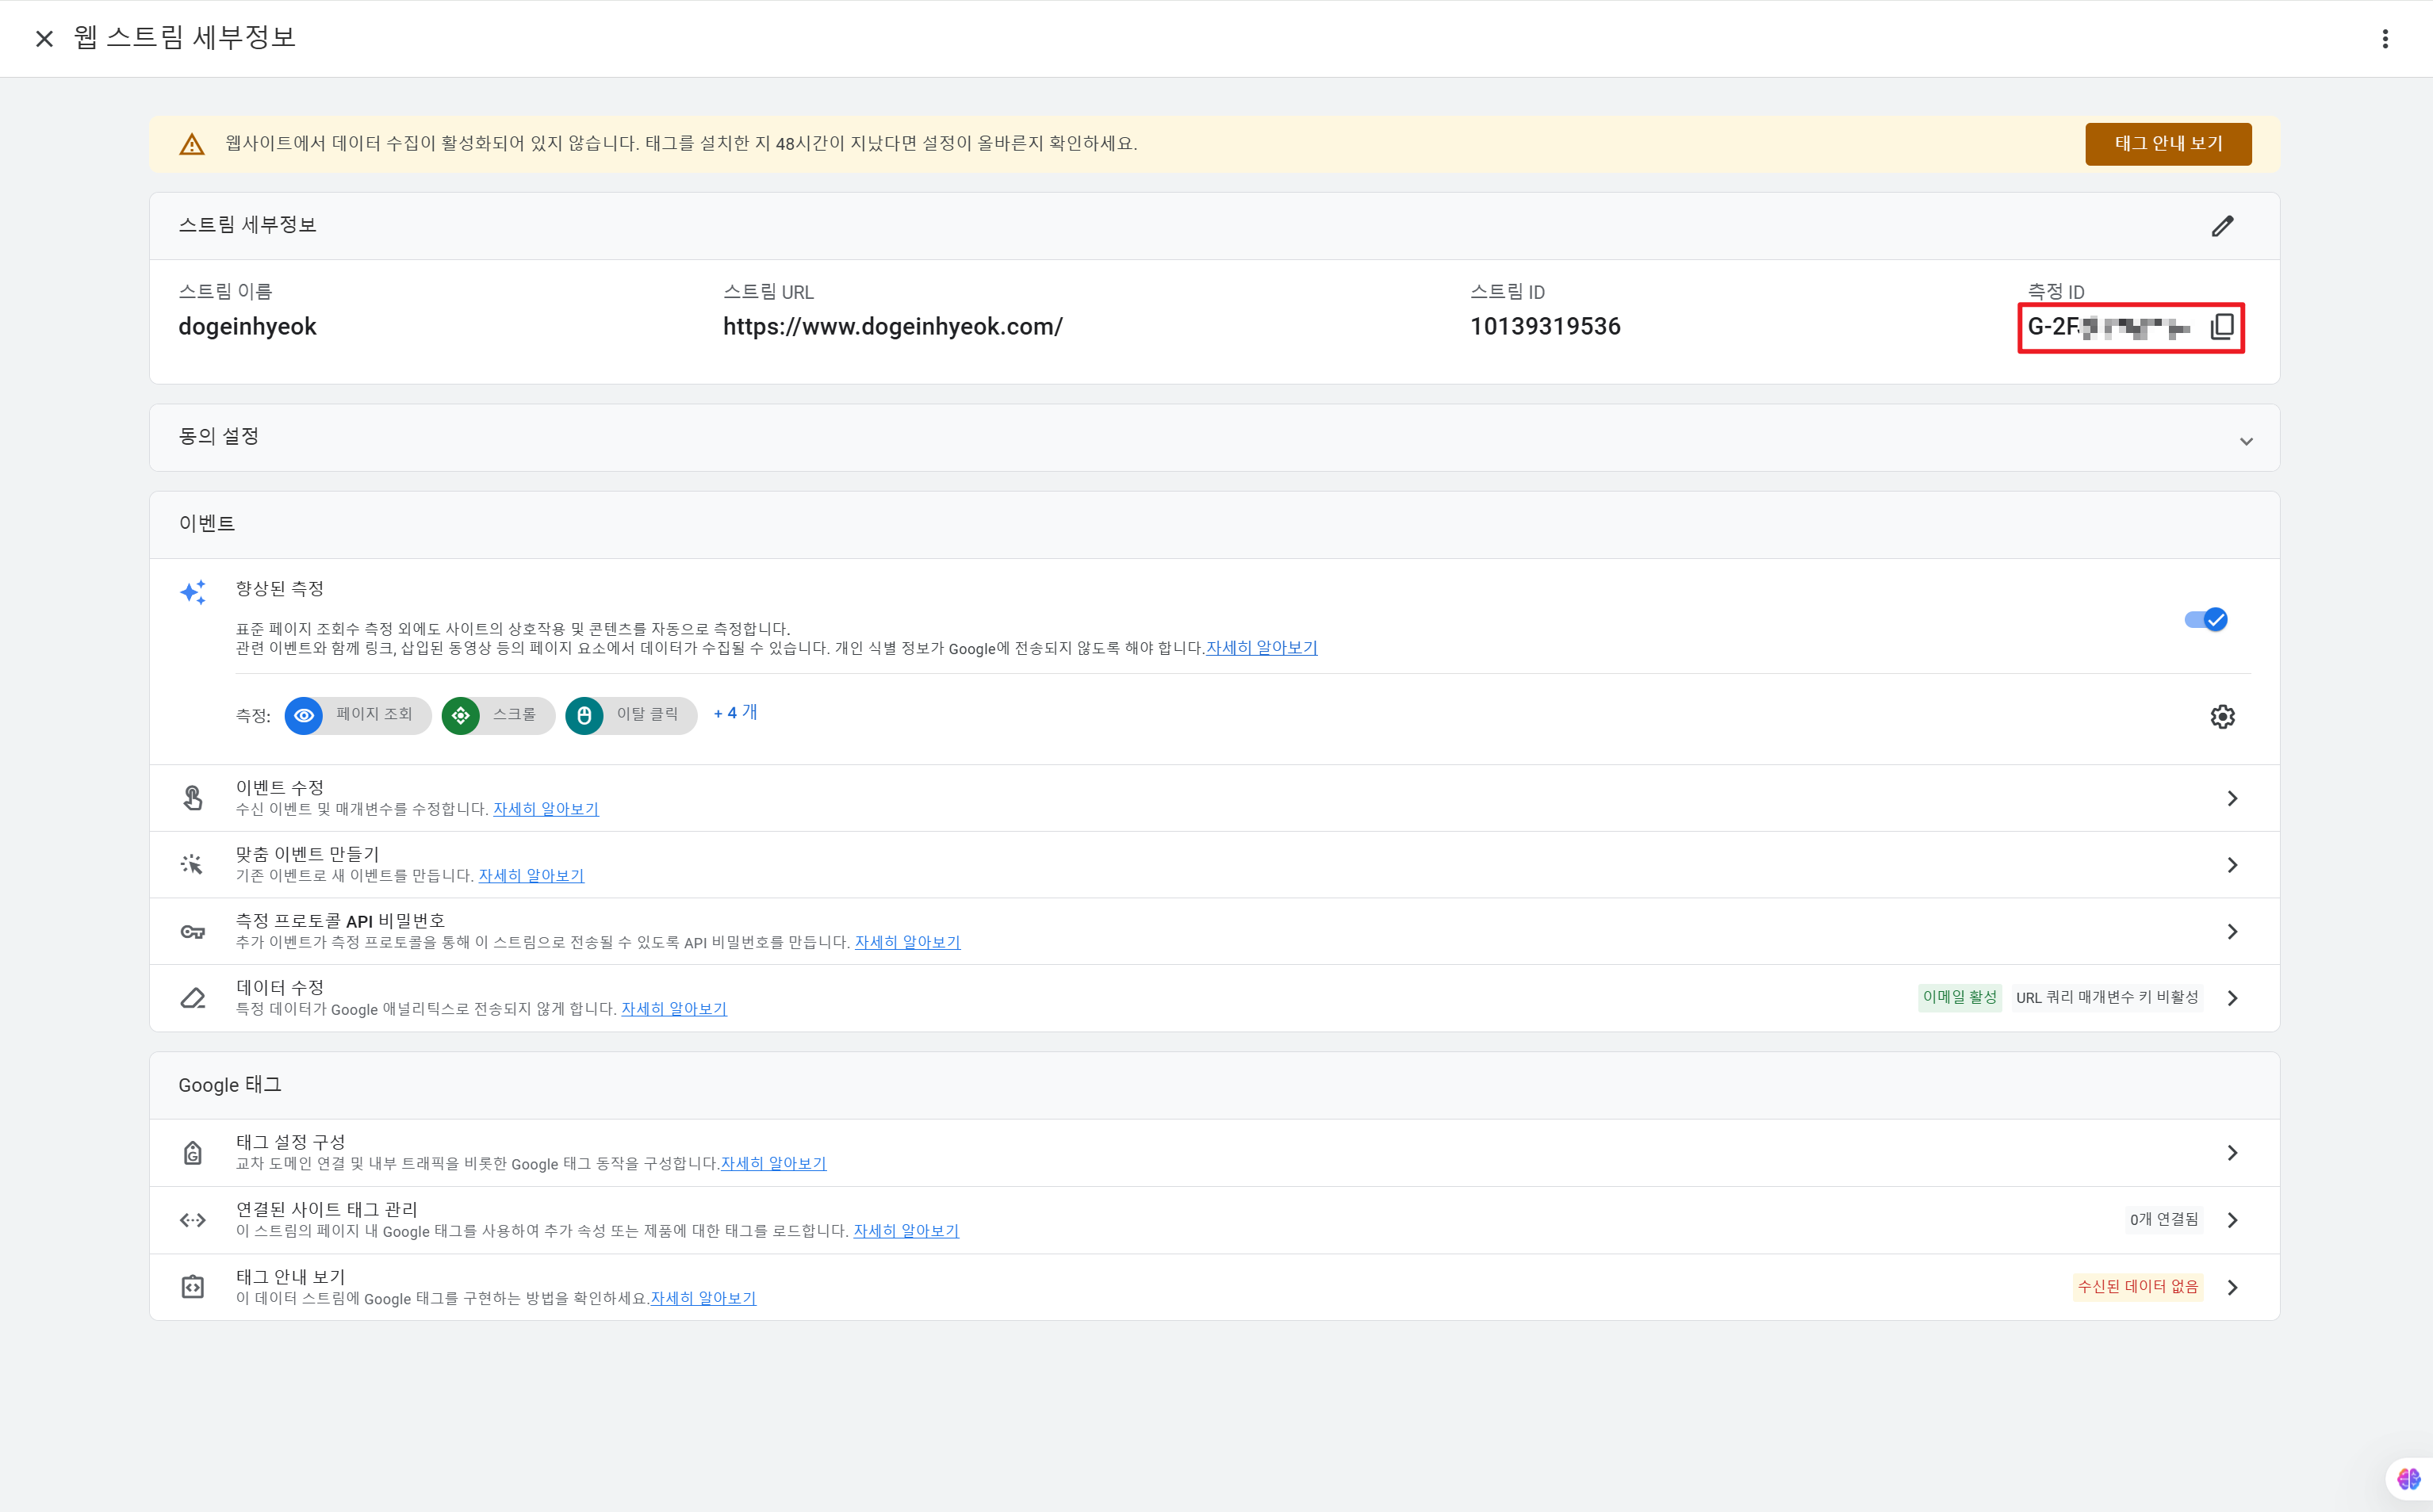 웹 스트림 세부정보
웹사이트에서 데이터 수집이 활성화되어 있지 않습니다. 태그를 설치한 지 48시간이 지났다면 설정이 올바른지 확인하세요.
태그 안내 보기
스트림 세부정보
스트림 이름
dogeinhyeok
스트림 URL
https://www.dogeinhyeok.com/
스트림 ID
10139319536
측정 ID
G-2F
동의 설정
이벤트
향상된 측정
표준 페이지 조회수 측정 외에도 사이트의 상호작용 및 콘텐츠를 자동으로 측정합니다.
관련 이벤트와 함께 링크, 삽입된 동영상 등의 페이지 요소에서 데이터가 수집될 수 있습니다. 개인 식별 정보가 Google에 전송되지 않도록 해야 합니다.자세히 알아보기
측정: 페이지 조회 스크롤 이탈 클릭 + 4 개
이벤트 수정
수신 이벤트 및 매개변수를 수정합니다. 자세히 알아보기
맞춤 이벤트 만들기
기존 이벤트로 새 이벤트를 만듭니다. 자세히 알아보기
측정 프로토콜 API 비밀번호
추가 이벤트가 측정 프로토콜을 통해 이 스트림으로 전송될 수 있도록 API 비밀번호를 만듭니다. 자세히 알아보기
데이터 수정
특정 데이터가 Google 애널리틱스로 전송되지 않게 합니다. 자세히 알아보기
이메일 활성 URL 쿼리 매개변수 키 비활성
Google 태그
태그 설정 구성
교차 도메인 연결 및 내부 트래픽을 비롯한 Google 태그 동작을 구성합니다.자세히 알아보기
연결된 사이트 태그 관리
이 스트림의 페이지 내 Google 태그를 사용하여 추가 속성 또는 제품에 대한 태그를 로드합니다. 자세히 알아보기
0개 연결됨
태그 안내 보기
이 데이터 스트림에 Google 태그를 구현하는 방법을 확인하세요.자세히 알아보기
수신된 데이터 없음